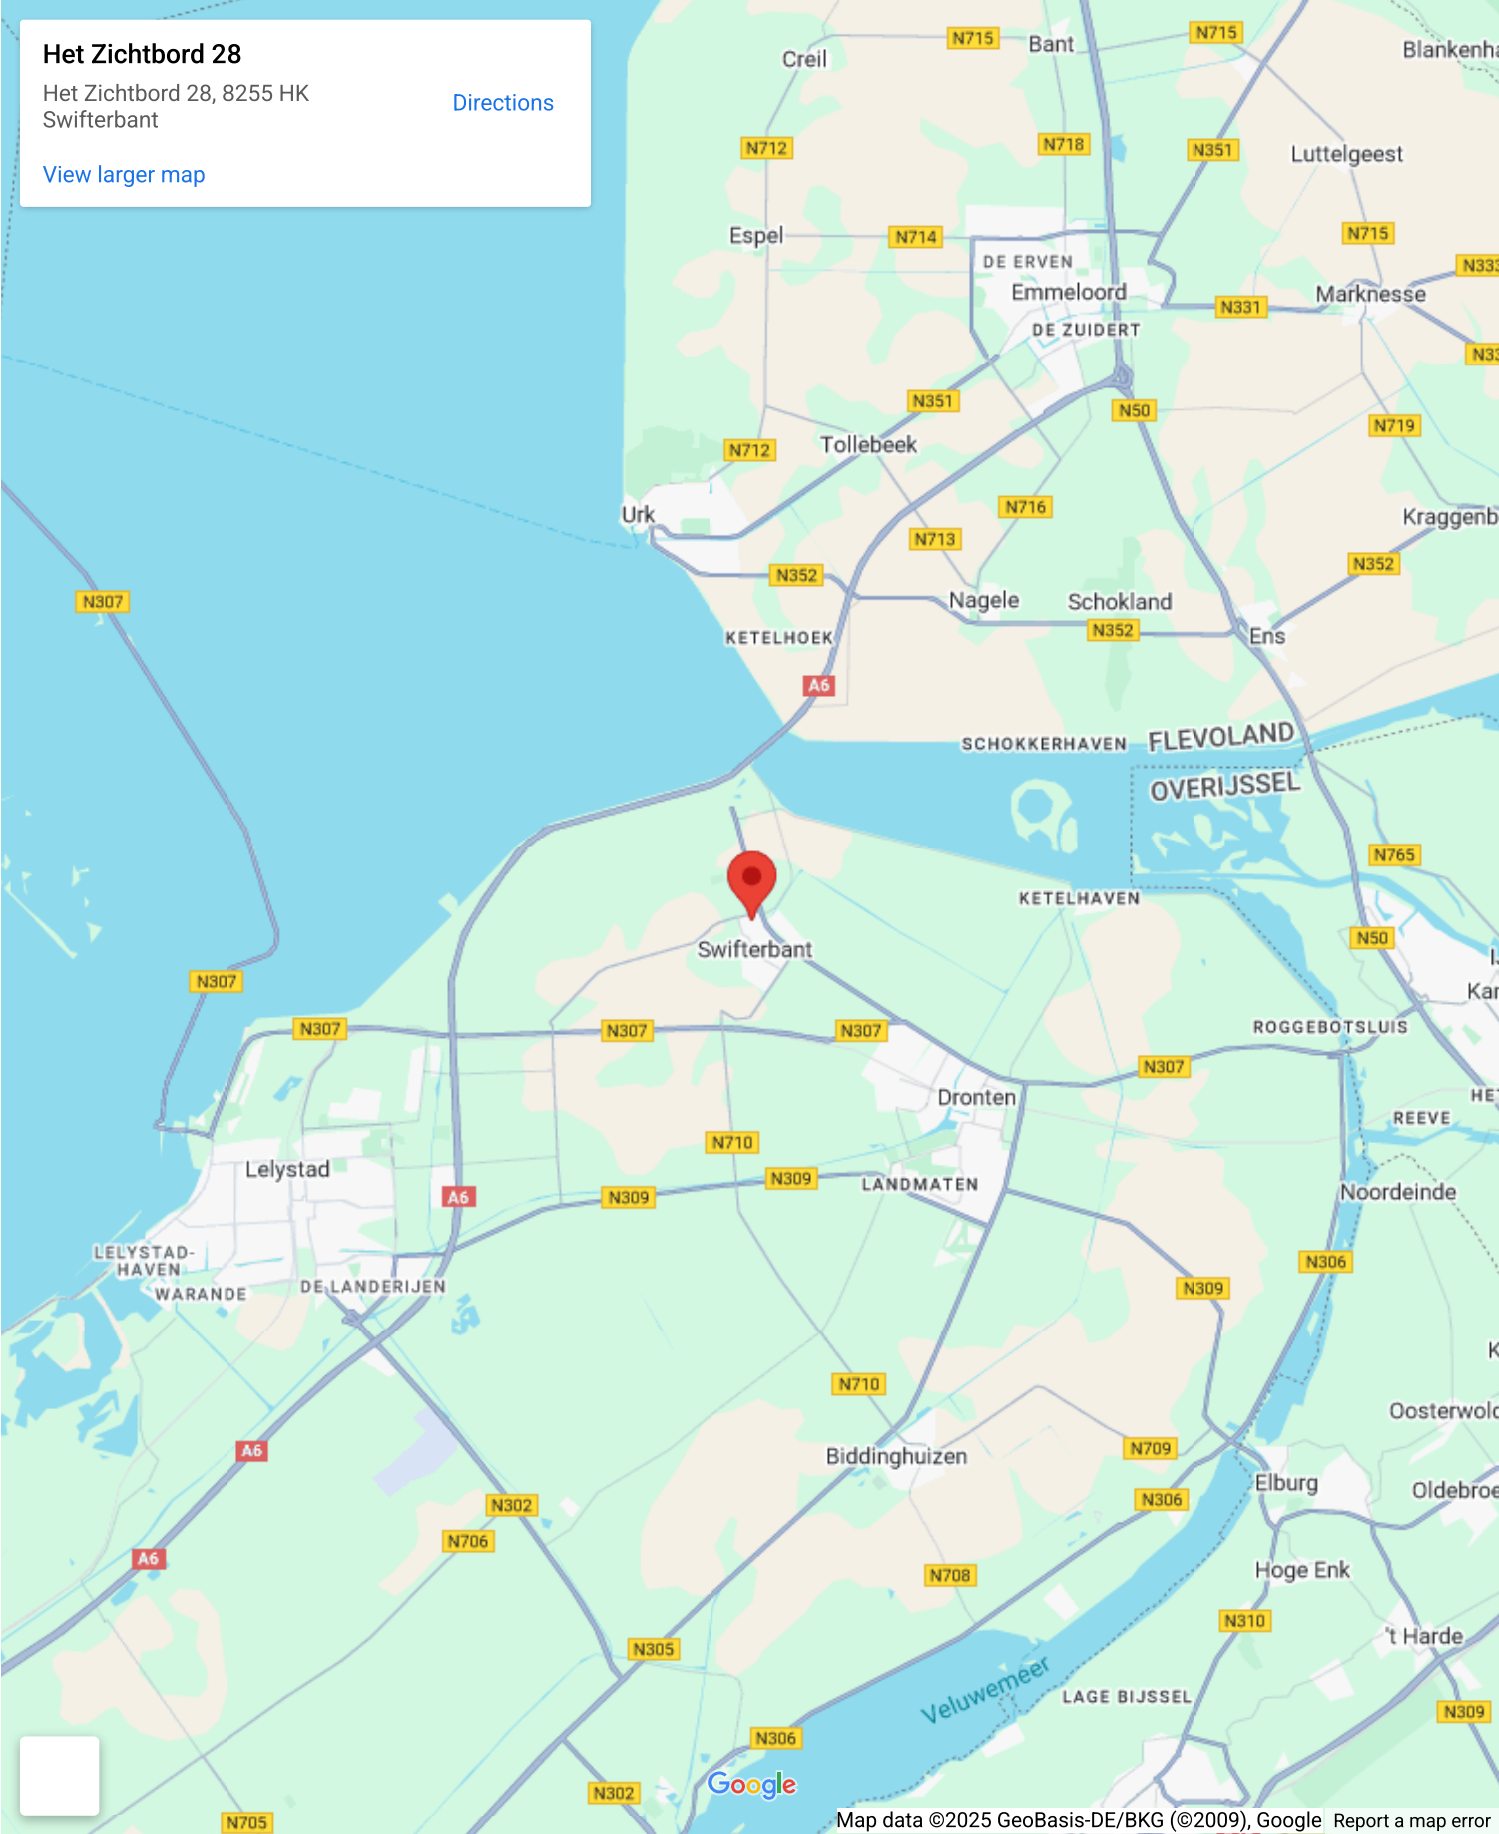 Het Zichtbord 28
Het Zichtbord 28, 8255 HK
Swifterbant
Directions
View larger map
N715
Bant
N715
Creil
Blankenha
N712
N718
N351
Luttelgeest
Espel
N714
N715
DE ERVEN
N333
Emmeloord
N331
Marknesse
DE ZUIDERT
N33
N351
N50
N719
N712
Tollebeek
Urk
N716
Kraggenb
N713
N352
N352
N307
Nagele
Schokland
N352
KETELHOEK
Ens
A6
SCHOKKERHAVEN
FLEVOLAND
OVERIJSSEL
N765
KETELHAVEN
Swifterbant
N50
N307
Kar
N307
N307
N307
ROGGEBOTSLUIS
N307
Dronten
HET
REEVE
N710
Lelystad
N309
LANDMATEN
A6
N309
Noordeinde
LELYSTAD-
HAVEN
WARANDE
DE LANDERIJEN
N306
N309
K
N710
Oosterwold
A6
Biddinghuizen
N709
Elburg
Oldebroe
N302
N306
N706
A6
N708
Hoge Enk
N310
N305
't Harde
Veluwemeer
LAGE BIJSSEL
N309
N306
Google
N302
N705
Map data ©2025 GeoBasis-DE/BKG (©2009), Google
Report a map error